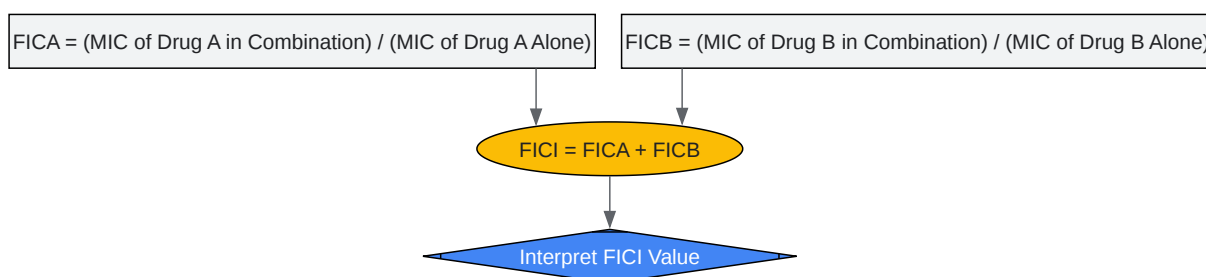 FICA = (MIC of Drug A in Combination) / (MIC of Drug A Alone)
FICB = (MIC of Drug B in Combination) / (MIC of Drug B Alone)
FICI = FICA + FICB
Interpret FICI Value